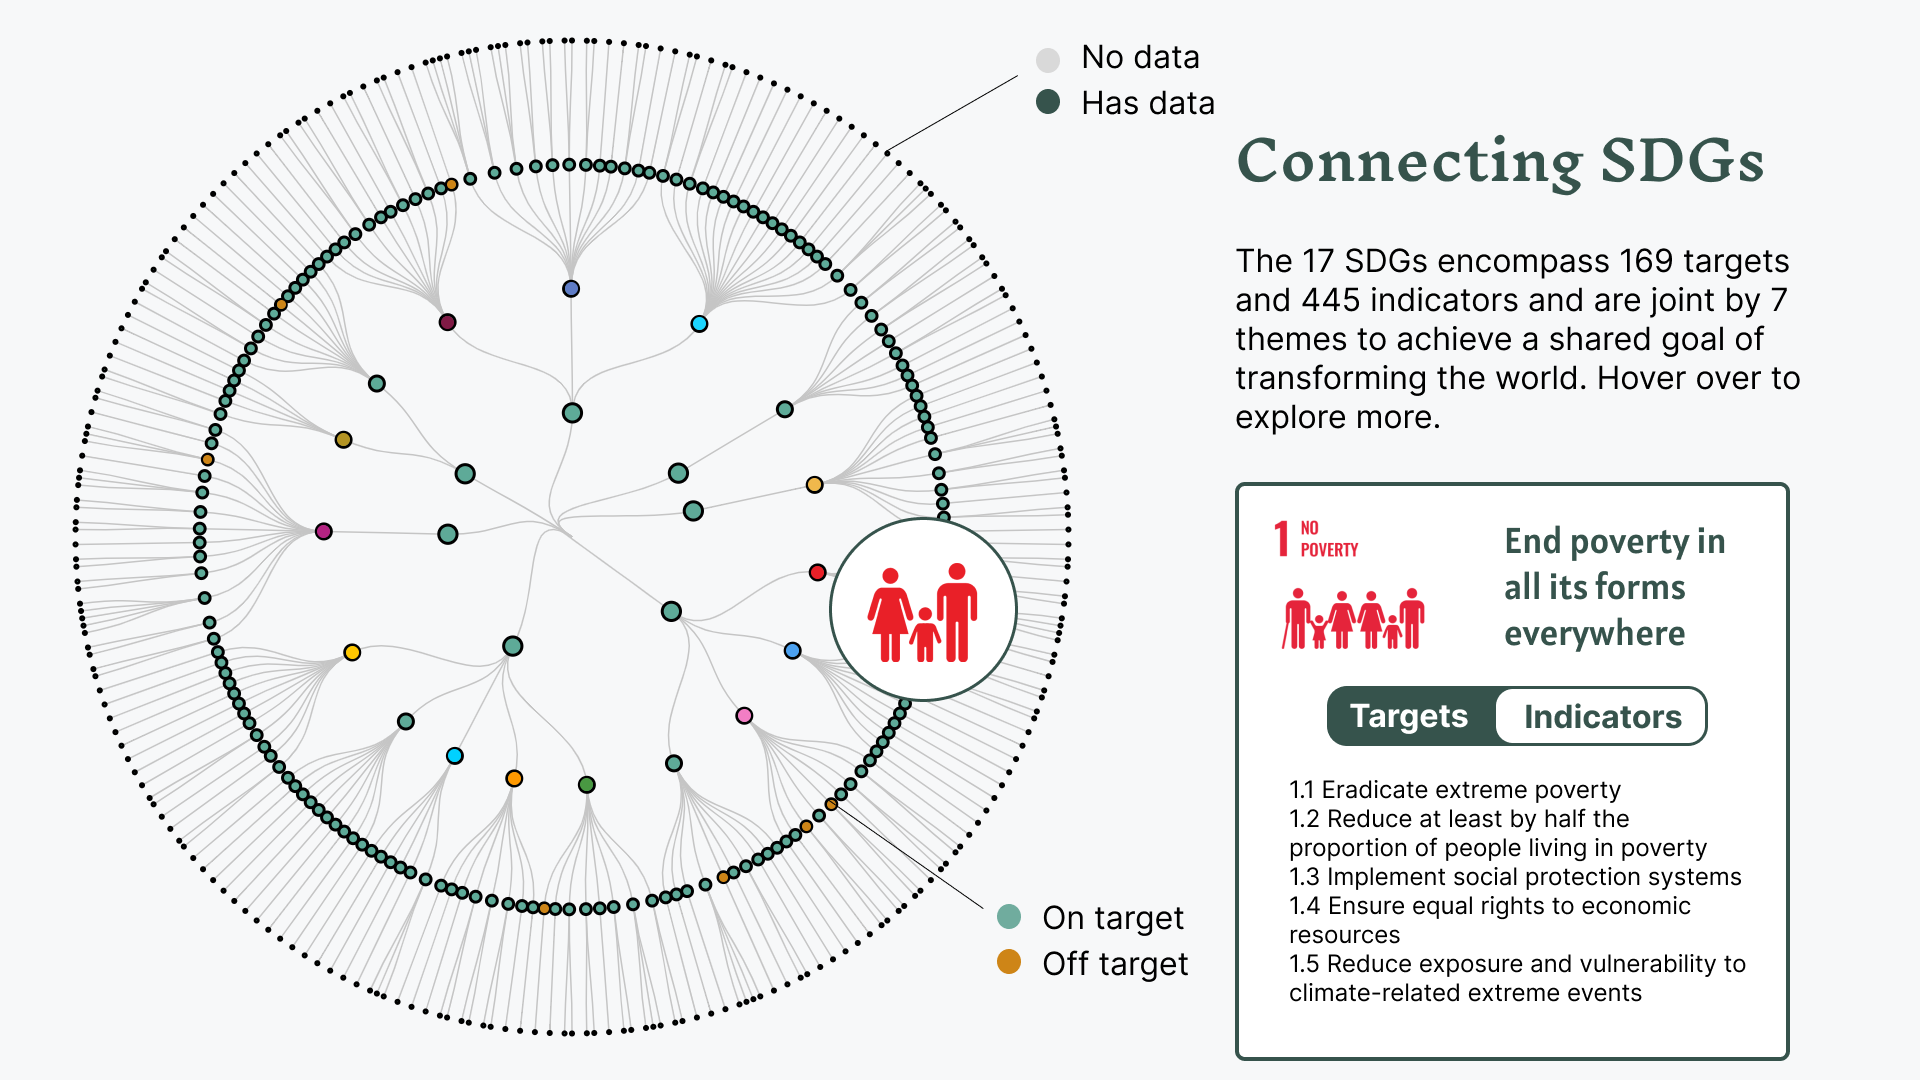 No data
Has data
Connecting SDGs
The 17 SDGs encompass 169 targets
and 445 indicators and are joint by 7
themes to achieve a shared goal of
transforming the world. Hover over to
explore more.
1 NO
POVERTY
End poverty in
all its forms
everywhere
Targets Indicators
1.1 Eradicate extreme poverty
1.2 Reduce at least by half the
proportion of people living in poverty
1.3 Implement social protection systems
1.4 Ensure equal rights to economic
resources
1.5 Reduce exposure and vulnerability to
climate-related extreme events
On target
Off target